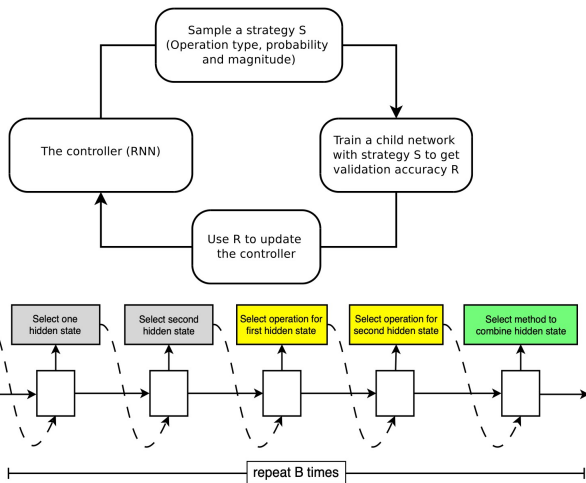 Sample a strategy S
(Operation type, probability
and magnitude)
The controller (RNN)
Train a child network
with strategy S to get
validation accuracy R
Use R to update
the controller
Select one
hidden state
Select second
hidden state
Select operation for
first hidden state
Select operation for
second hidden state
Select method to
combine hidden state
repeat B times